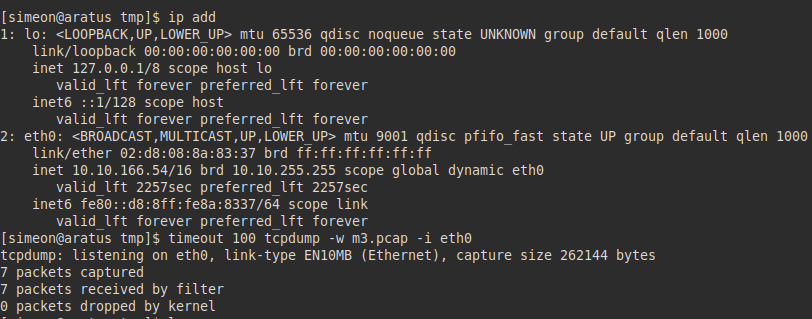 [simeon@aratus tmp]$ ip add
1: lo: <LOOPBACK,UP,LOWER_UP> mtu 65536 qdisc noqueue state UNKNOWN group default qlen 1000
    link/loopback 00:00:00:00:00:00 brd 00:00:00:00:00:00
    inet 127.0.0.1/8 scope host lo
       valid_lft forever preferred_lft forever
    inet6 ::1/128 scope host
       valid_lft forever preferred_lft forever
2: eth0: <BROADCAST,MULTICAST,UP,LOWER_UP> mtu 9001 qdisc pfifo_fast state UP group default qlen 1000
    link/ether 02:d8:08:8a:83:37 brd ff:ff:ff:ff:ff:ff
    inet 10.10.166.54/16 brd 10.10.255.255 scope global dynamic eth0
       valid_lft 2257sec preferred_lft 2257sec
    inet6 fe80::d8:8ff:fe8a:8337/64 scope link
       valid_lft forever preferred_lft forever
[simeon@aratus tmp]$ timeout 100 tcpdump -w m3.pcap -i eth0
tcpdump: listening on eth0, link-type EN10MB (Ethernet), capture size 262144 bytes
7 packets captured
7 packets received by filter
0 packets dropped by kernel